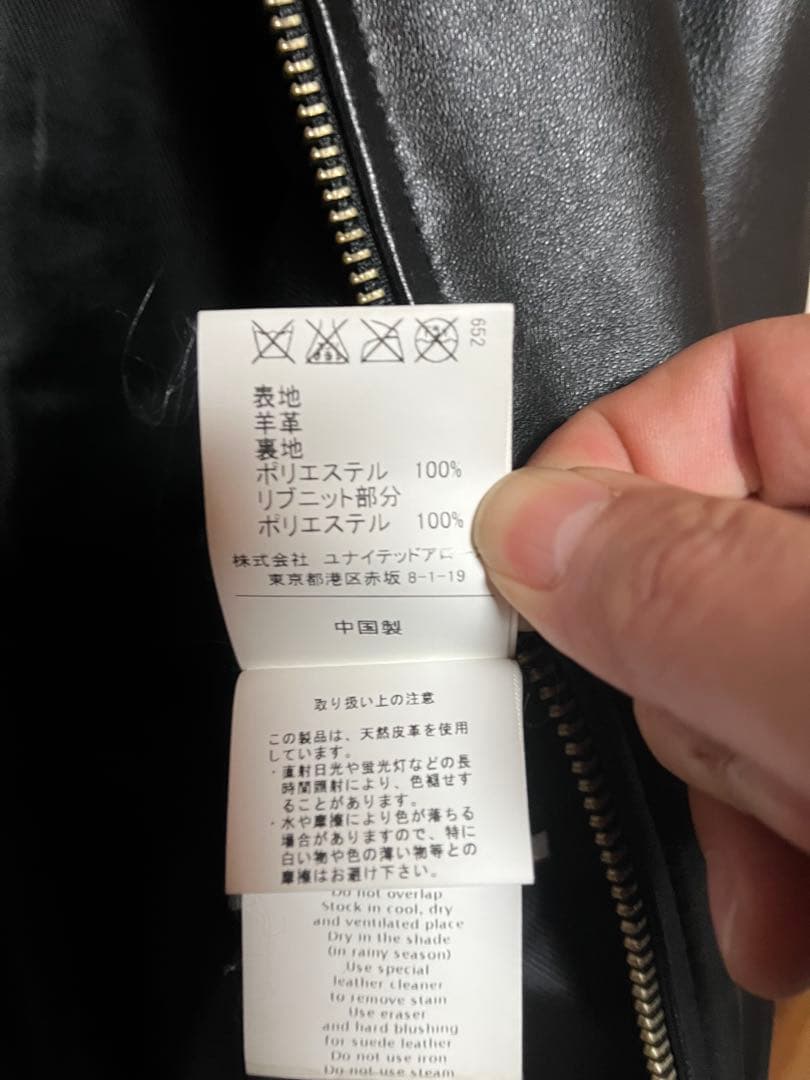 652
表地
羊革
裏地
ポリエステル 100%
リブニット部分
ポリエステル 100%
株式会社 ユナイテッドアロー
東京都港区赤坂 8-1-19
中国製
取り扱い上の注意
この製品は、天然皮革を使用
しています。
・直射日光や蛍光灯などの長
時間照射により、色褪せす
ることがあります。
・水や摩擦により色が落ちる
場合がありますので、特に
白い物や色の薄い物等との
摩擦はお避け下さい。
Do not overlap
Stock in cool, dry
and ventilated place
Dry in the shade
(in rainy season)
Use special
leather cleaner
to remove stain
Use eraser
and hard blushing
for suede leather
Do not use iron
Do not use steam